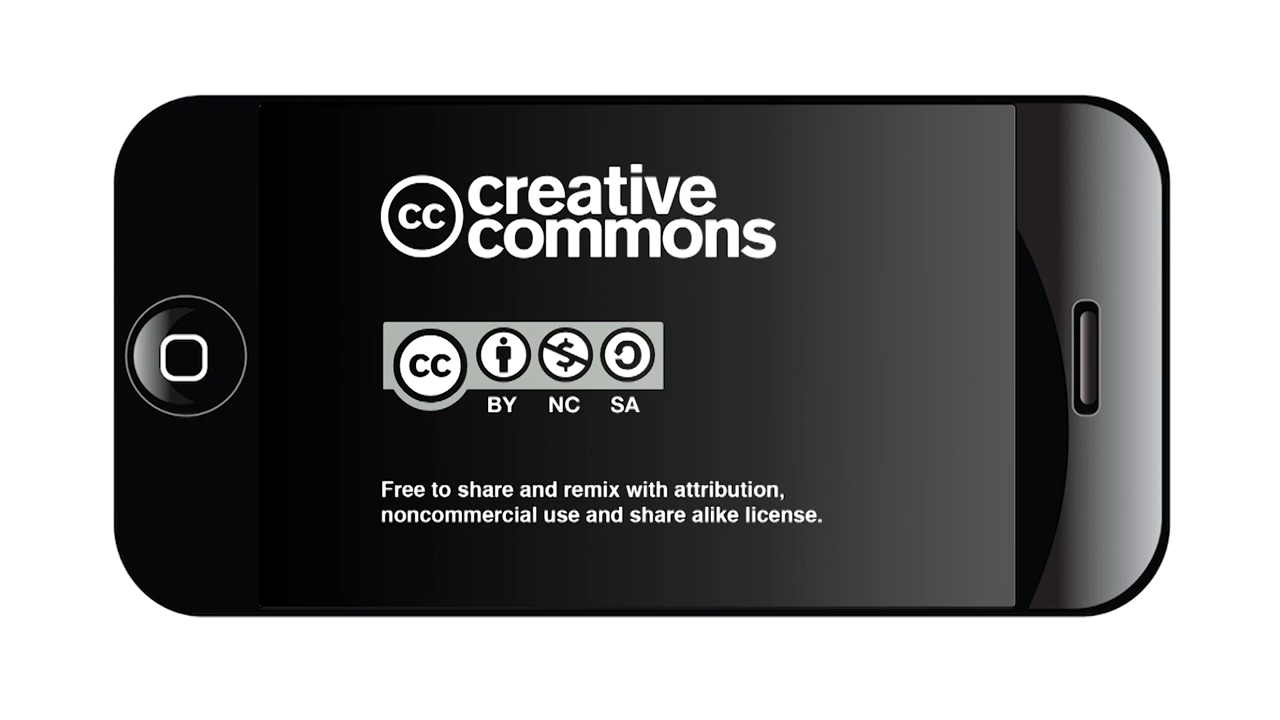 cc creative
commons
cc
BY NC SA
Free to share and remix with attribution,
noncommercial use and share alike license.